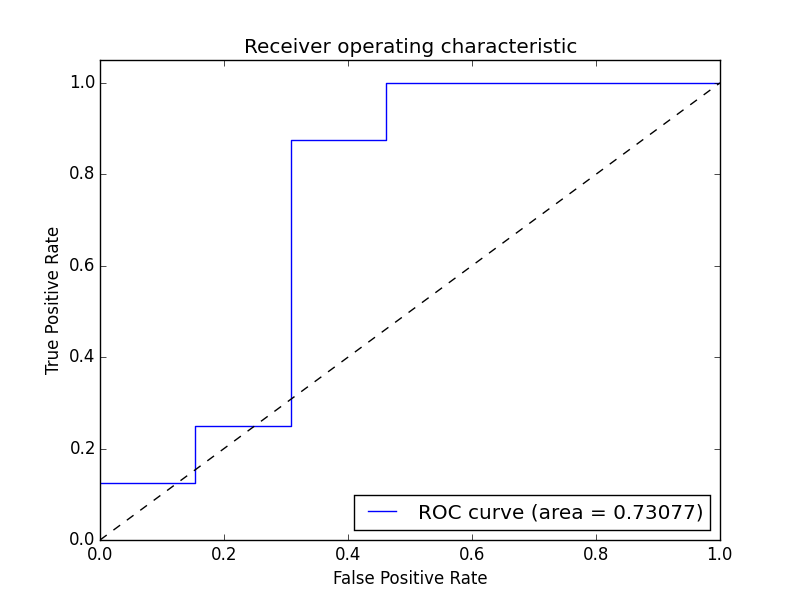 Receiver operating characteristic
1.0
0.8
0.6
0.4
0.2
0.0
True Positive Rate
ROC curve (area = 0.73077)
0.0 0.2 0.4 0.6 0.8 1.0
False Positive Rate